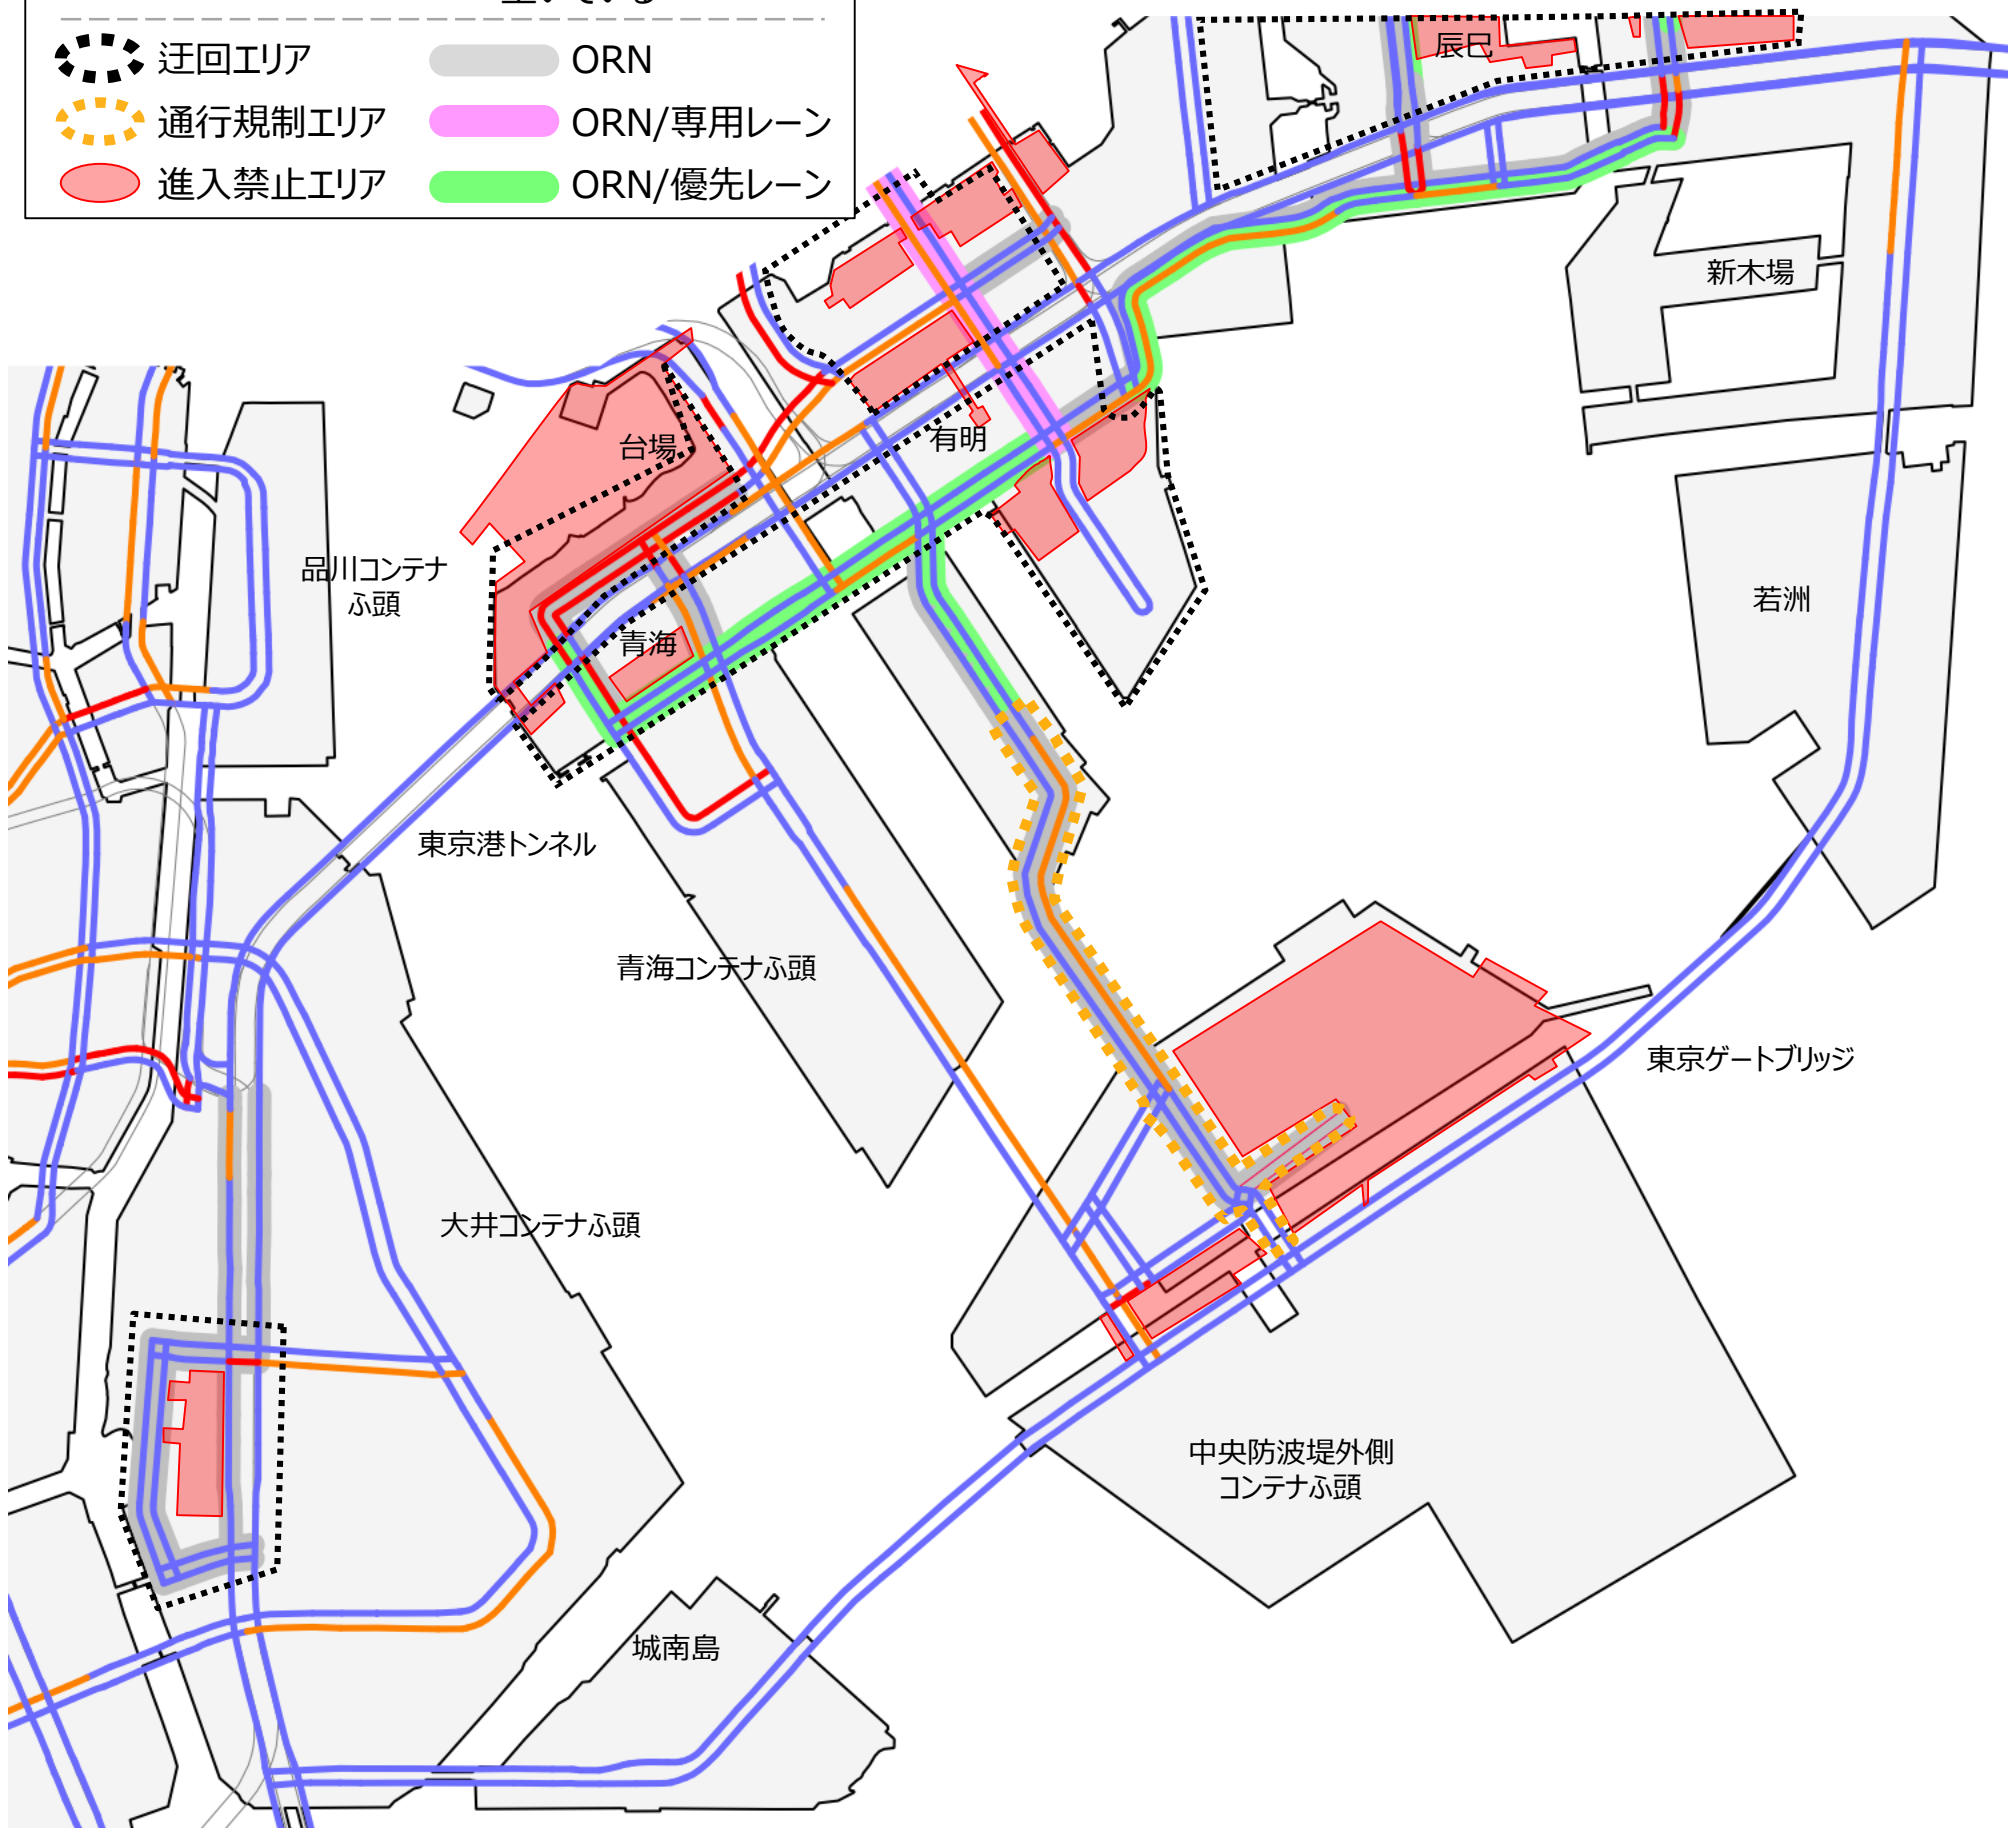 空いている
迂回エリア
ORN
通行規制エリア
ORN/専用レーン
進入禁止エリア
ORN/優先レーン
辰巳
新木場
台場
有明
品川コンテナ
ふ頭
若洲
青海
東京港トンネル
青海コンテナふ頭
東京ゲートブリッジ
大井コンテナふ頭
中央防波堤外側
コンテナふ頭
城南島